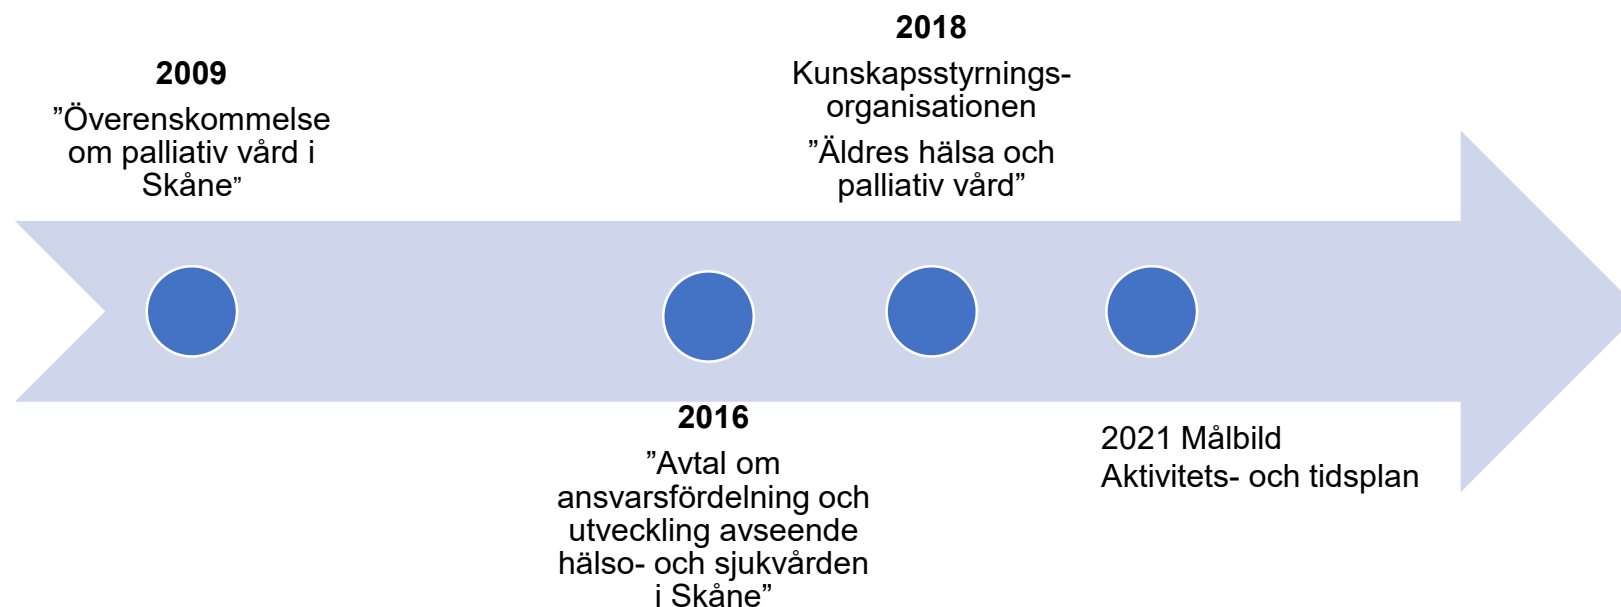 2009
”Överenskommelse
om palliativ vård i
Skåne”
2016
”Avtal om
ansvarsfördelning och
utveckling avseende
hälso- och sjukvården
i Skåne”
2018
Kunskapsstyrnings-
organisationen
”Äldres hälsa och
palliativ vård”
2021 Målbild
Aktivitets- och tidsplan